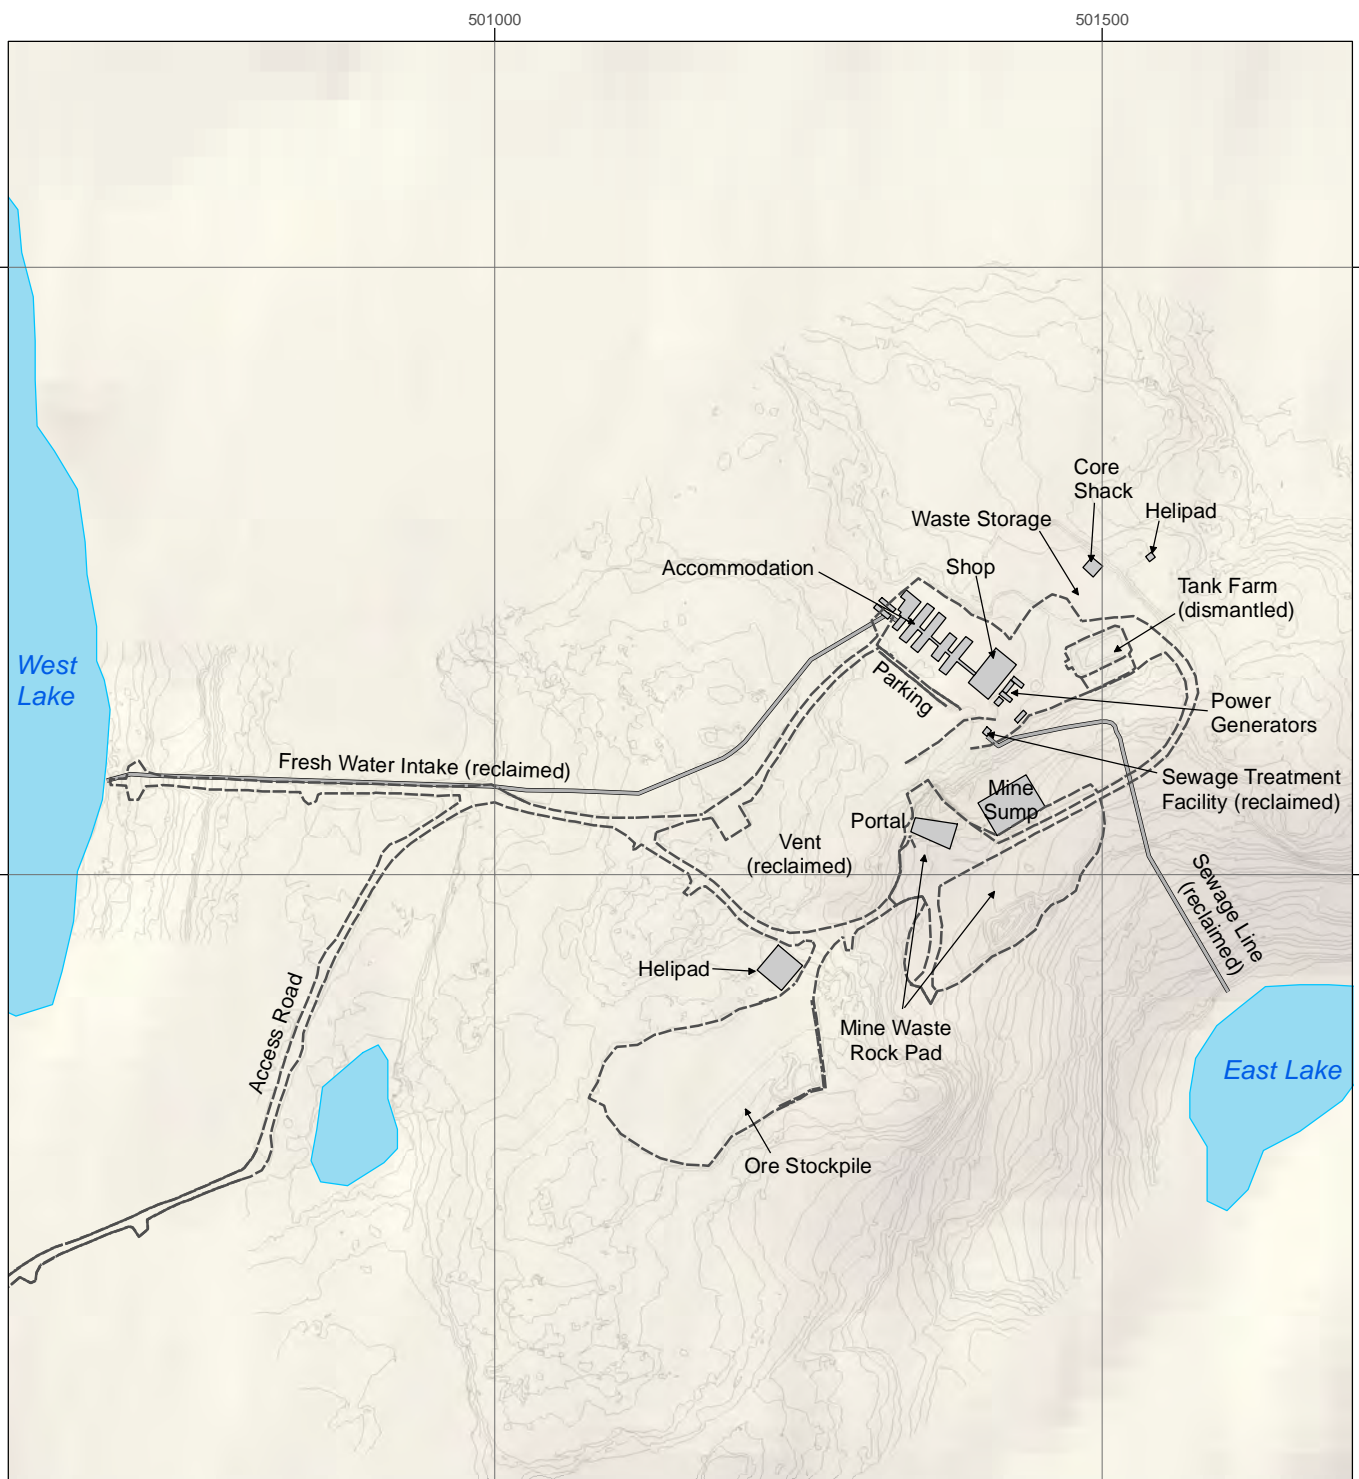 501000
501500
Core
Shack
Waste Storage
Helipad
Accommodation
Shop
Tank Farm
(dismantled)
West
Lake
Parking
Power
Generators
Fresh Water Intake (reclaimed)
Sewage Treatment
Facility (reclaimed)
Mine
Sump
Portal
Vent
(reclaimed)
Sewage Line
(reclaimed)
Helipad
Access Road
Mine Waste
Rock Pad
East Lake
Ore Stockpile